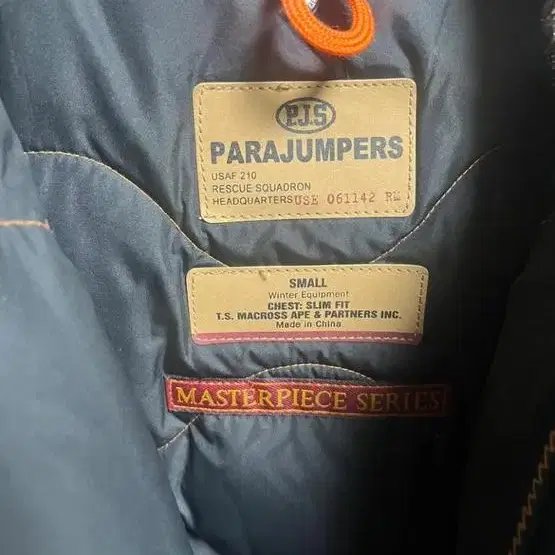 P.J.S
PARAJUMPERS
USAF 210
RESCUE SQUADRON
HEADQUARTERS USE 061142 RM
SMALL
Winter Equipment
CHEST: SLIM FIT
T.S. MACROSS APE & PARTNERS INC.
Made in China
MASTERPIECE SERIES